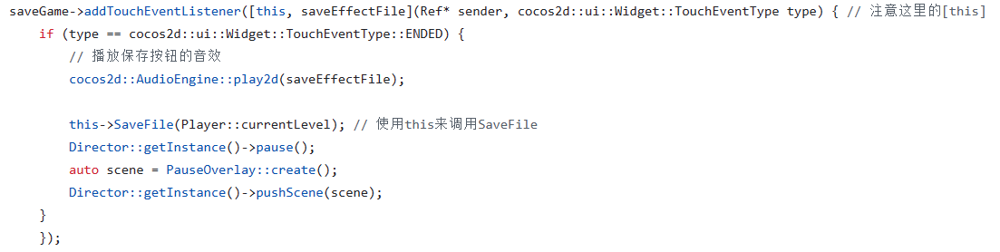 saveGame->addTouchEventListener([this, saveEffectFile](Ref* sender, cocos2d::ui::Widget::TouchEventType type) { // 注意这里的[this]
    if (type == cocos2d::ui::Widget::TouchEventType::ENDED) {
        // 播放保存按钮的音效
        cocos2d::AudioEngine::play2d(saveEffectFile);

        this->SaveFile(Player::currentLevel); // 使用this来调用SaveFile
        Director::getInstance()->pause();
        auto scene = PauseOverlay::create();
        Director::getInstance()->pushScene(scene);
    }
    });